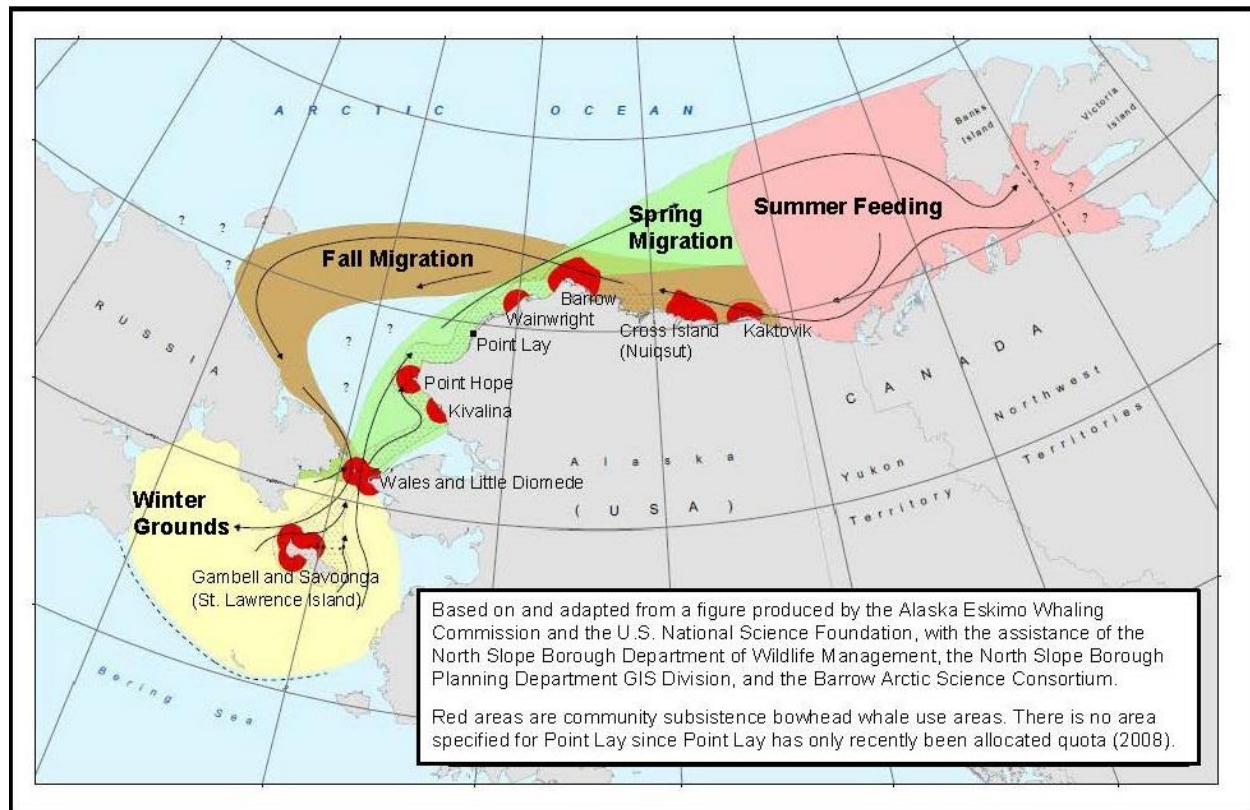 A R C T I C   O C E A N
Banks
Island
Victoria
Island
?
?
?
?
?
?
?
?
?
?
Spring
Migration
Summer Feeding
Fall Migration
R U S S I A
Barrow
Wainwright
Cross Island
(Nuiqsut)
Kaktovik
Point Lay
Point Hope
Kivalina
C A N A D A
Northwest
Territories
Yukon
Territory
Alaska
( U S A )
Wales and Little Diomede
Winter
Grounds
Gambell and Savoonga
(St. Lawrence Island)
Bering Sea
Based on and adapted from a figure produced by the Alaska Eskimo Whaling
Commission and the U.S. National Science Foundation, with the assistance of the
North Slope Borough Department of Wildlife Management, the North Slope Borough
Planning Department GIS Division, and the Barrow Arctic Science Consortium.
Red areas are community subsistence bowhead whale use areas. There is no area
specified for Point Lay since Point Lay has only recently been allocated quota (2008).